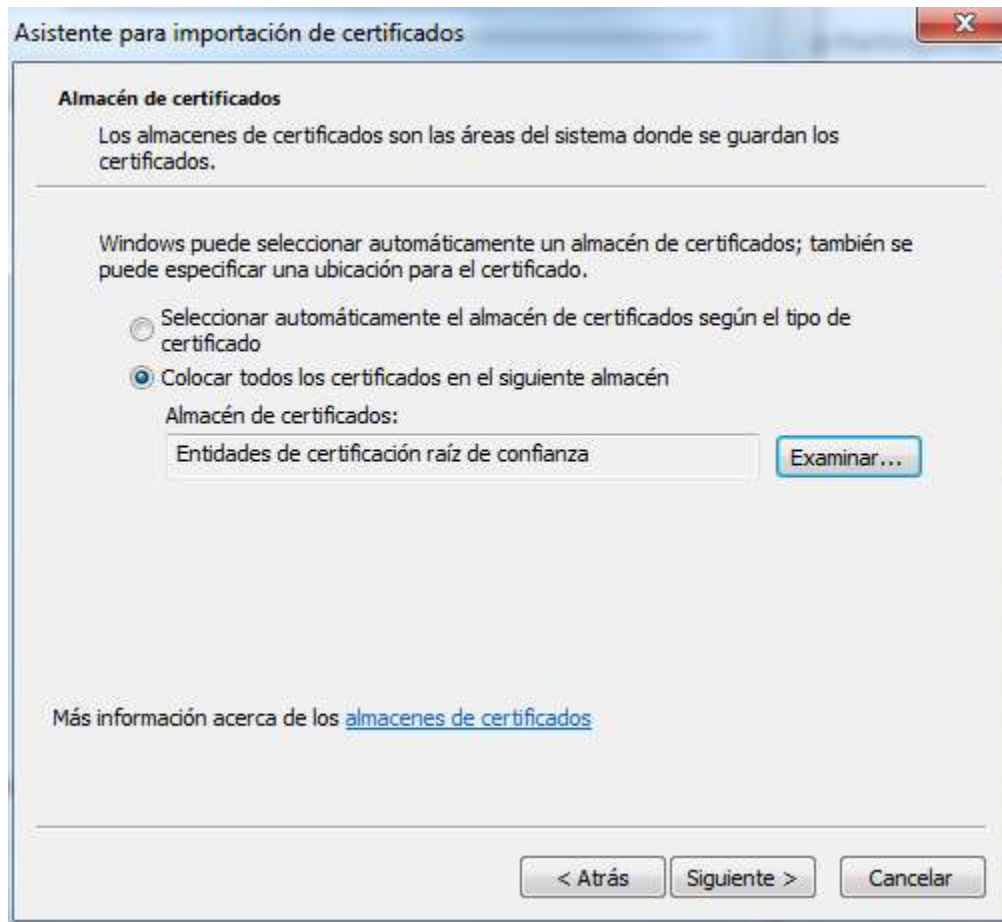 Asistente para importación de certificados
Almacén de certificados
Los almacenes de certificados son las áreas del sistema donde se guardan los
certificados.
Windows puede seleccionar automáticamente un almacén de certificados; también se
puede especificar una ubicación para el certificado.
Seleccionar automáticamente el almacén de certificados según el tipo de
certificado
Colocar todos los certificados en el siguiente almacén
Almacén de certificados:
Entidades de certificación raíz de confianza
Examinar...
Más información acerca de los almacenes de certificados
< Atrás
Siguiente >
Cancelar